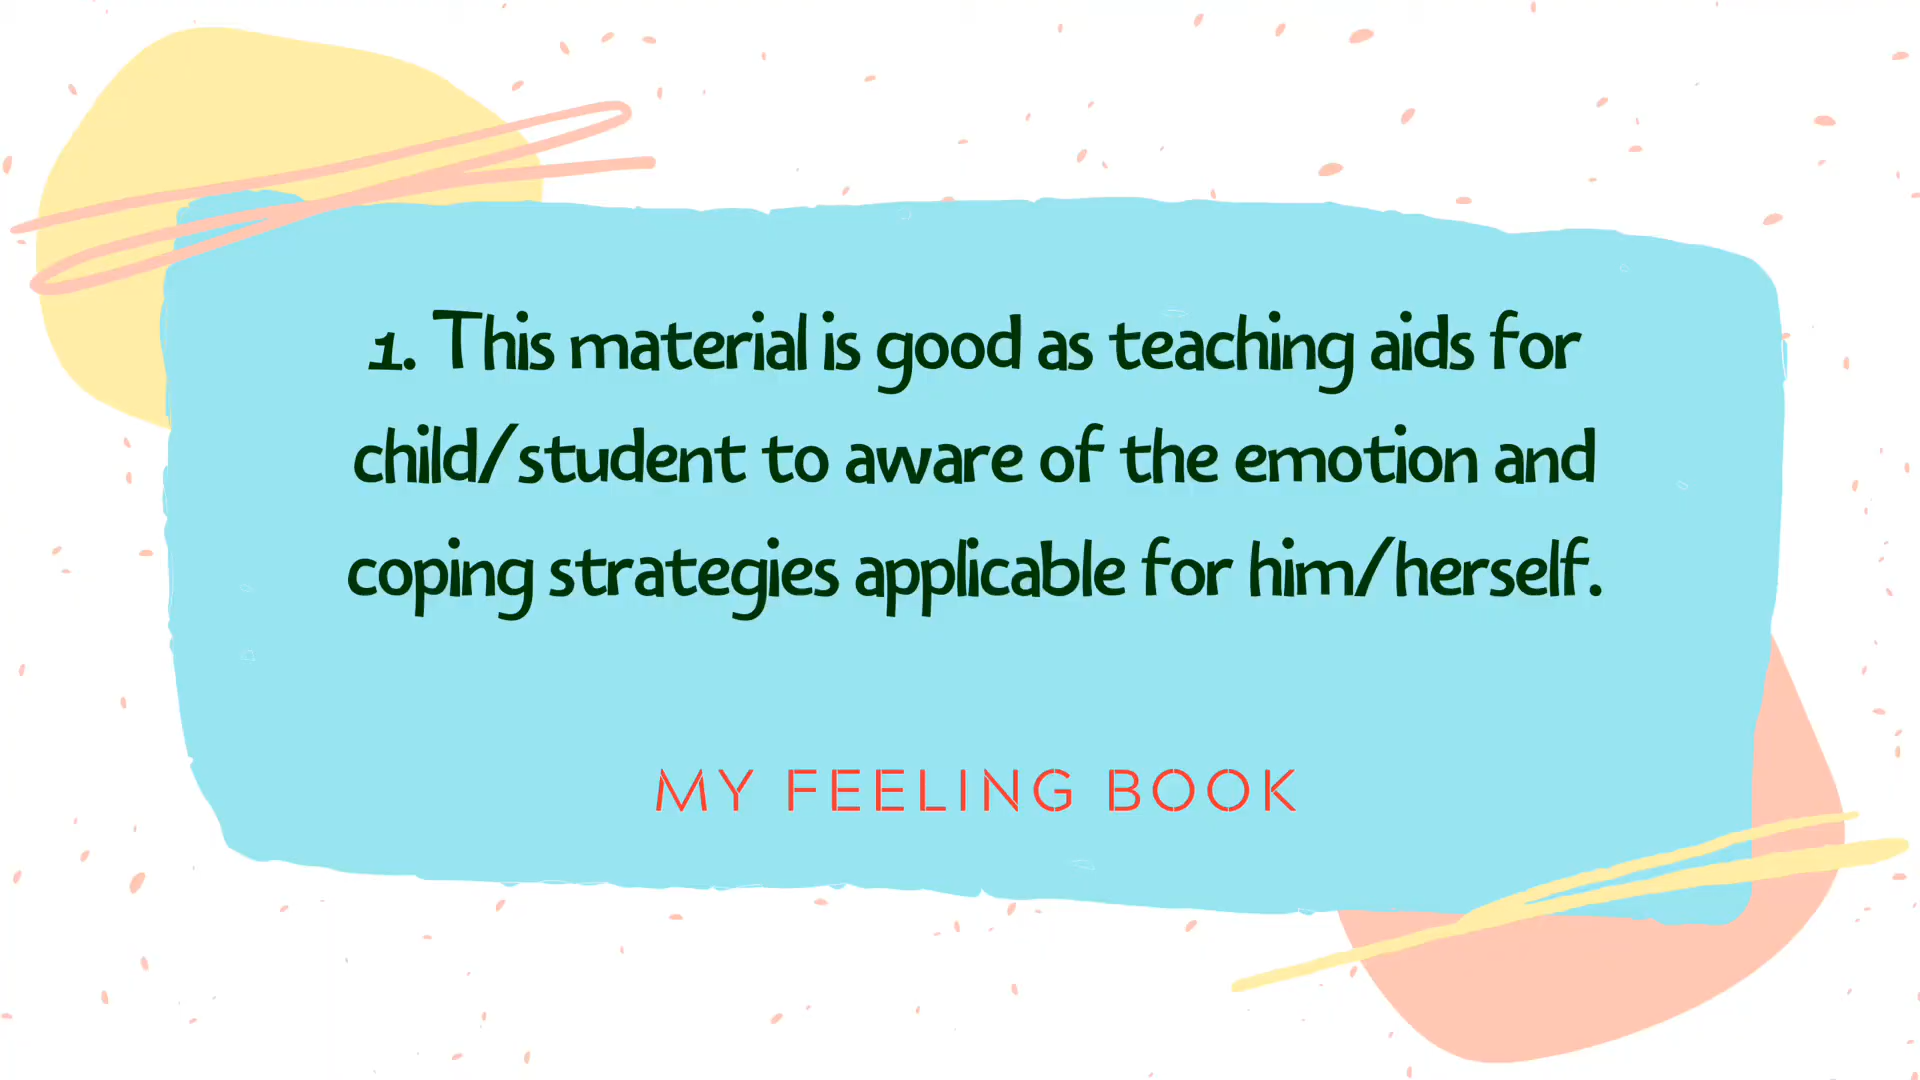 1. This material is good as teaching aids for
child/student to aware of the emotion and
coping strategies applicable for him/herself.
MY FEELING BOOK